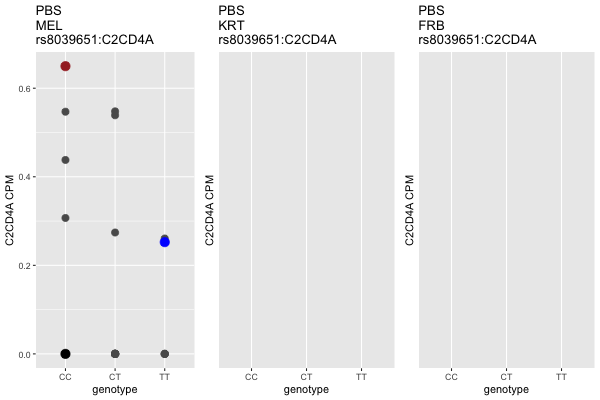 PBS
MEL
rs8039651:C2CD4A
C2CD4A CPM
0.6
0.4
0.2
0.0
CC CT TT
genotype
PBS
KRT
rs8039651:C2CD4A
C2CD4A CPM
CC CT TT
genotype
PBS
FRB
rs8039651:C2CD4A
C2CD4A CPM
CC CT TT
genotype